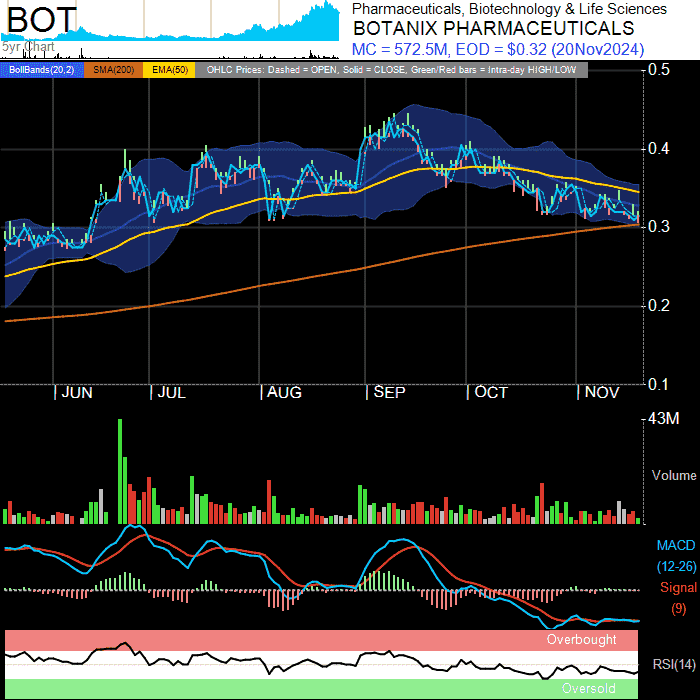 BOT
5yr Chart
Pharmaceuticals, Biotechnology & Life Sciences
BOTANIX PHARMACEUTICALS
MC = 572.5M, EOD = $0.32 (20Nov2024)
BollBands(20,2) SMA(200) EMA(50) OHLC Prices: Dashed = OPEN, Solid = CLOSE, Green/Red bars = Intra-day HIGH/LOW
0.5
0.4
0.3
0.2
0.1
JUN JUL AUG SEP OCT NOV
43M
Volume
MACD
(12-26)
Signal
(9)
Overbought
RSI(14)
Oversold